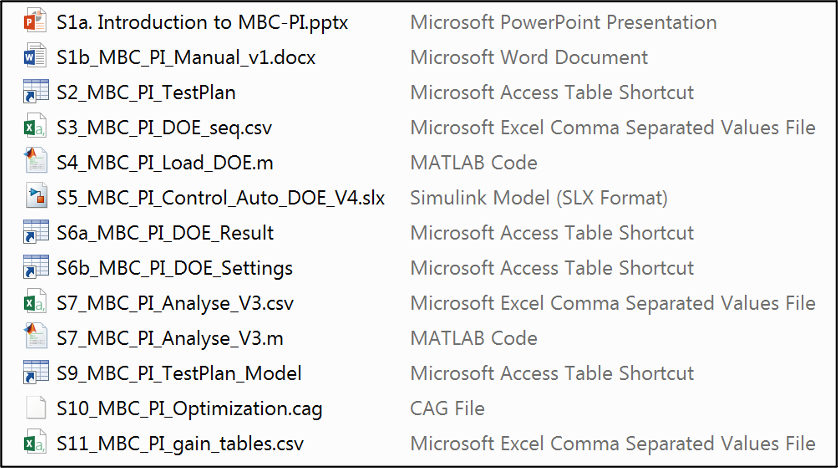 S1a. Introduction to MBC-PI.pptx Microsoft PowerPoint Presentation
S1b_MBC_PI_Manual_v1.docx Microsoft Word Document
S2_MBC_PI_TestPlan Microsoft Access Table Shortcut
S3_MBC_PI_DOE_seq.csv Microsoft Excel Comma Separated Values File
S4_MBC_PI_Load_DOE.m MATLAB Code
S5_MBC_PI_Control_Auto_DOE_V4.slx Simulink Model (SLX Format)
S6a_MBC_PI_DOE_Result Microsoft Access Table Shortcut
S6b_MBC_PI_DOE_Settings Microsoft Access Table Shortcut
S7_MBC_PI_Analyse_V3.csv Microsoft Excel Comma Separated Values File
S7_MBC_PI_Analyse_V3.m MATLAB Code
S9_MBC_PI_TestPlan_Model Microsoft Access Table Shortcut
S10_MBC_PI_Optimization.cag CAG File
S11_MBC_PI_gain_tables.csv Microsoft Excel Comma Separated Values File